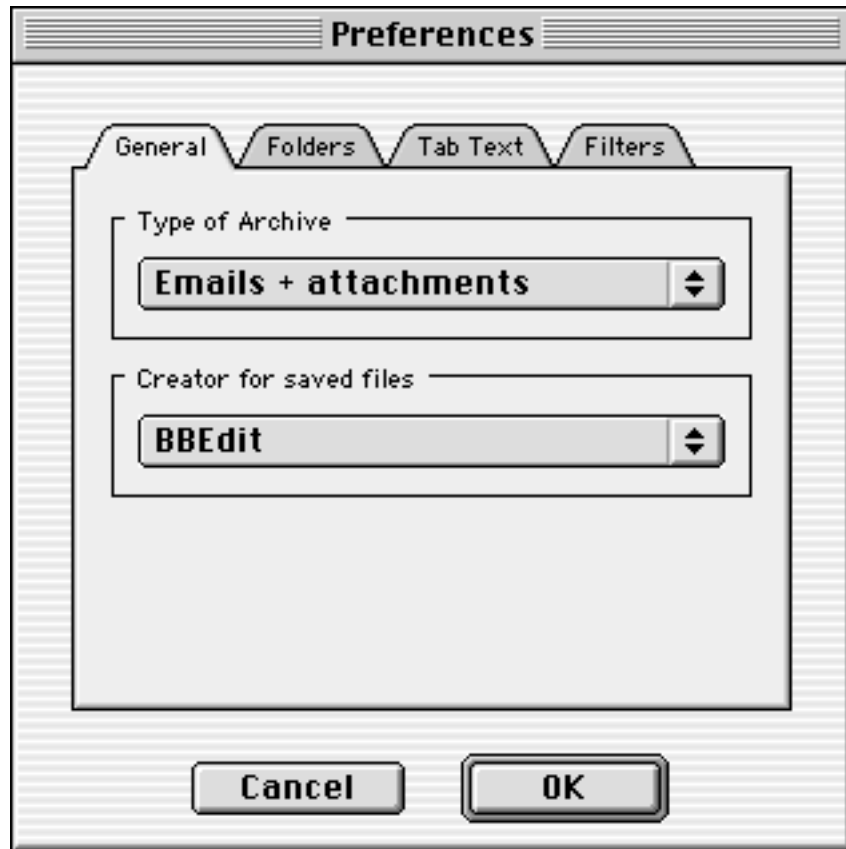 Preferences
General Folders Tab Text Filters
Type of Archive
Emails + attachments
Creator for saved files
BBEdit
Cancel OK